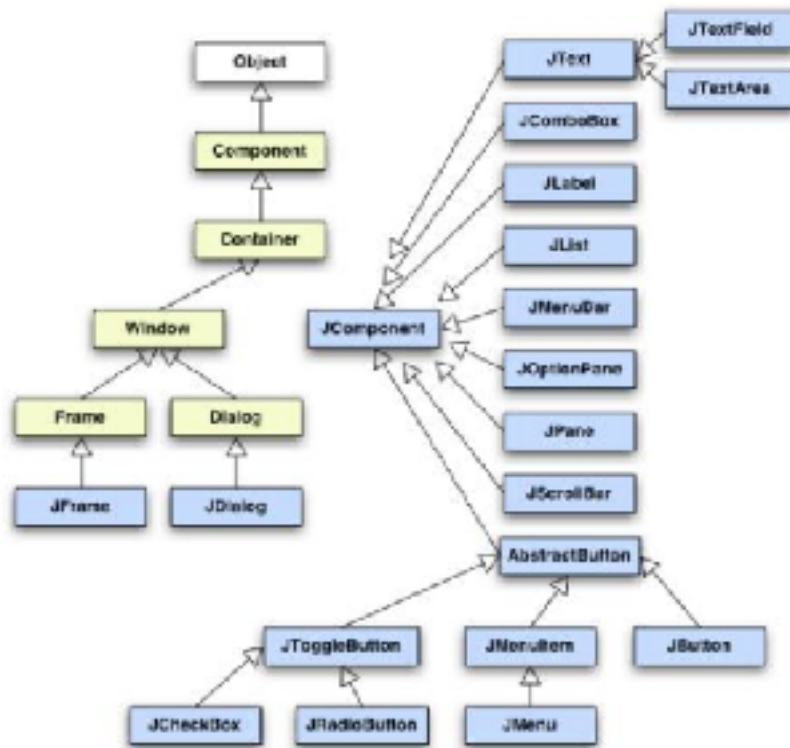 Object
Component
Container
Window
Frame
Dialog
JFrame
JDialog
JComponent
JText
JTextField
JTextArea
JComboBox
JLabel
JList
JMenuBar
JOptionPane
JPane
JScrollBar
AbstractButton
JToggleButton
JMenuItem
JButton
JCheckBox
JRadioButton
JMenu